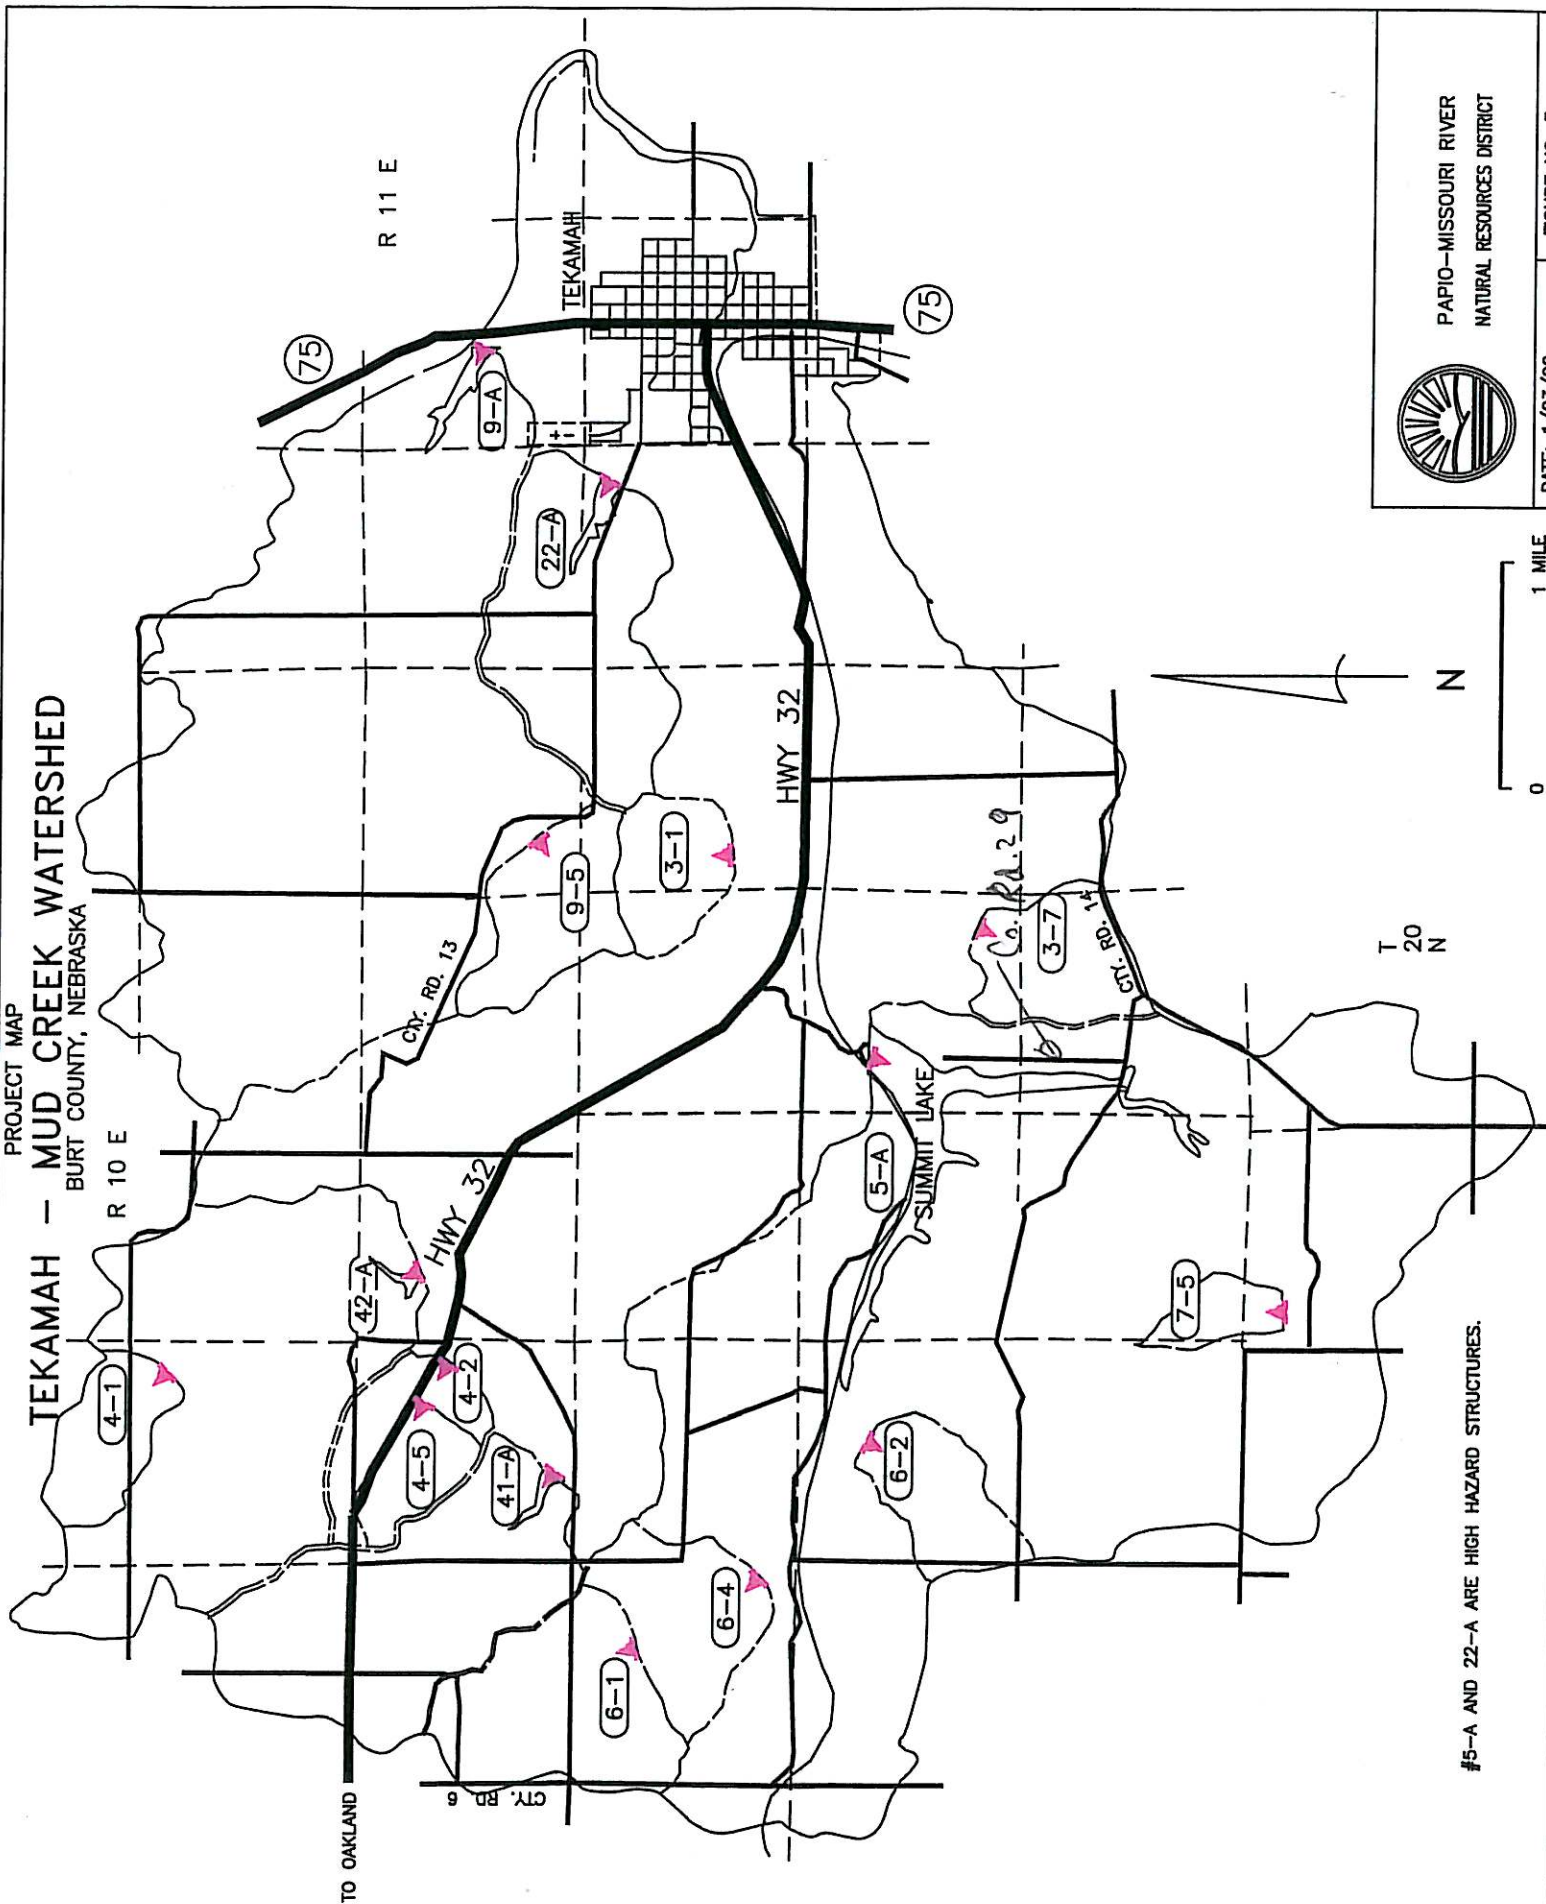 PROJECT MAP
TEKAMAH - MUD CREEK WATERSHED
BURT COUNTY, NEBRASKA
R 10 E
R 11 E
4-1
42-A
HWY 32
4-2
4-5
41-A
TO OAKLAND
CTY. RD 6
6-1
6-4
6-2
CTY. RD. 13
9-5
3-1
22-A
9-A
75
TEKAMAH
75
HWY 32
5-A
SUMMIT LAKE
Co. Rd. 29
3-7
CTY. RD. 14
7-5
T
20
N
N
0 1 MILE
#5-A AND 22-A ARE HIGH HAZARD STRUCTURES.
PAPIO-MISSOURI RIVER
NATURAL RESOURCES DISTRICT